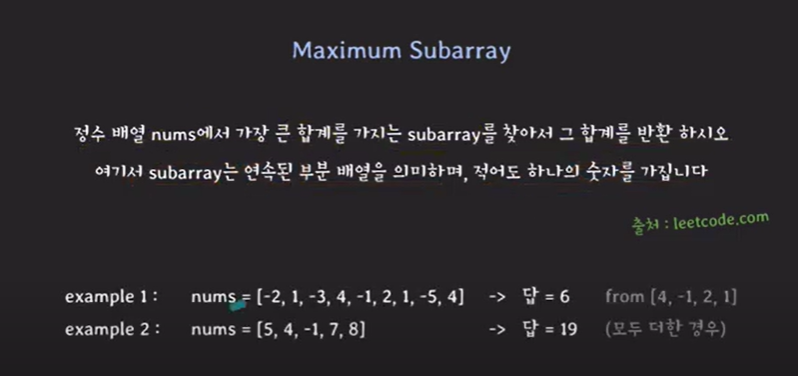 Maximum Subarray
정수 배열 nums에서 가장 큰 합계를 가지는 subarray를 찾아서 그 합계를 반환 하시오
여기서 subarray는 연속된 부분 배열을 의미하며, 적어도 하나의 숫자를 가집니다
출처 : leetcode.com
example 1 : nums = [-2, 1, -3, 4, -1, 2, 1, -5, 4] -> 답 = 6 from [4, -1, 2, 1]
example 2 : nums = [5, 4, -1, 7, 8] -> 답 = 19 (모두 더한 경우)